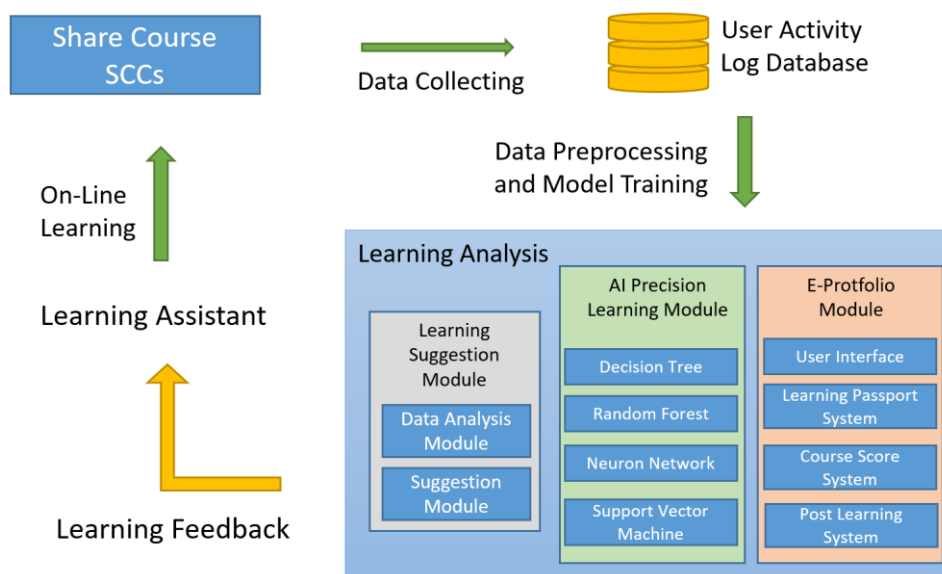 Share Course
SCCs
Data Collecting
User Activity
Log Database
Data Preprocessing
and Model Training
On-Line
Learning
Learning Assistant
Learning Feedback
Learning Analysis
Learning
Suggestion
Module
Data Analysis
Module
Suggestion
Module
AI Precision
Learning Module
Decision Tree
Random Forest
Neuron Network
Support Vector
Machine
E-Protfolio
Module
User Interface
Learning Passport
System
Course Score
System
Post Learning
System